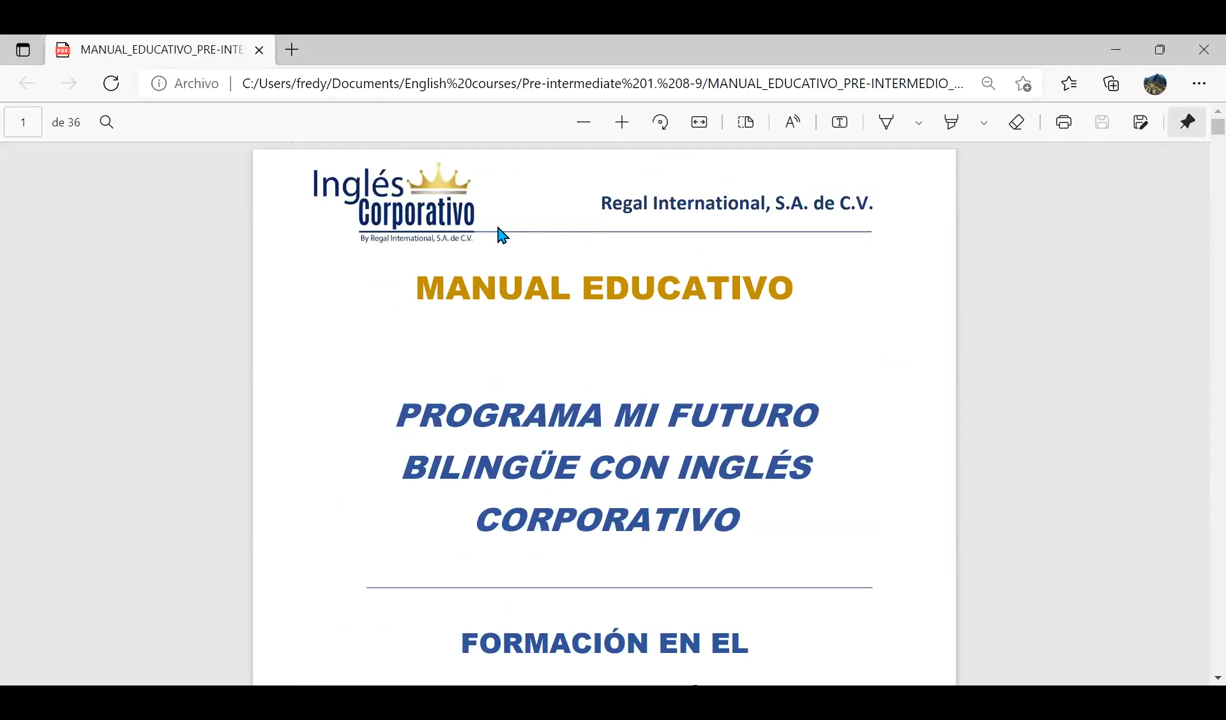 MANUAL_EDUCATIVO_PRE-INTE
Archivo
C:/Users/fredy/Documents/English%20courses/Pre-intermediate%201.%208-9/MANUAL_EDUCATIVO_PRE-INTERMEDIO_...
1 de 36
Inglés
Corporativo
By Regal International, S.A. de C.V.
Regal International, S.A. de C.V.
MANUAL EDUCATIVO
PROGRAMA MI FUTURO
BILINGÜE CON INGLÉS
CORPORATIVO
FORMACIÓN EN EL